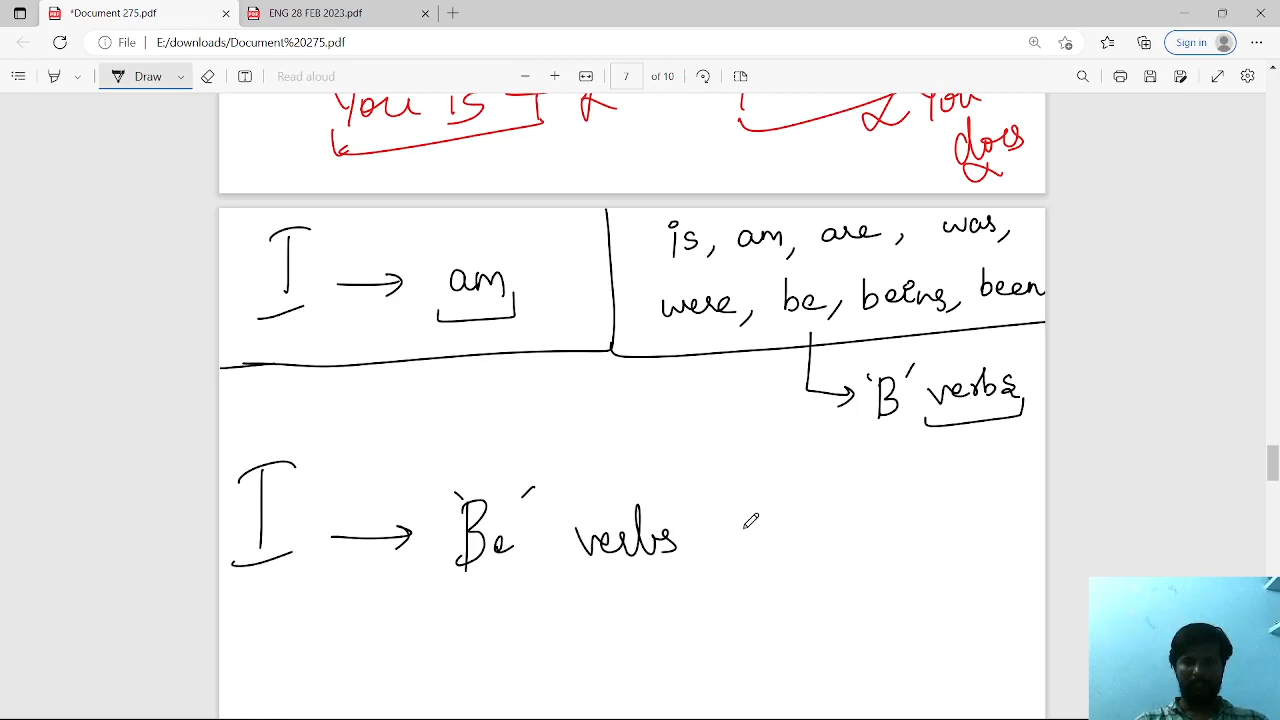 *Document 275.pdf
ENG 28 FEB 2023.pdf
File E:/downloads/Document%20275.pdf
Sign in
Draw
Read aloud
7 of 10
You is I
You
does
I → am
is, am, are, was,
were, be, being, been
'B' verbs
I → 'Be' verbs